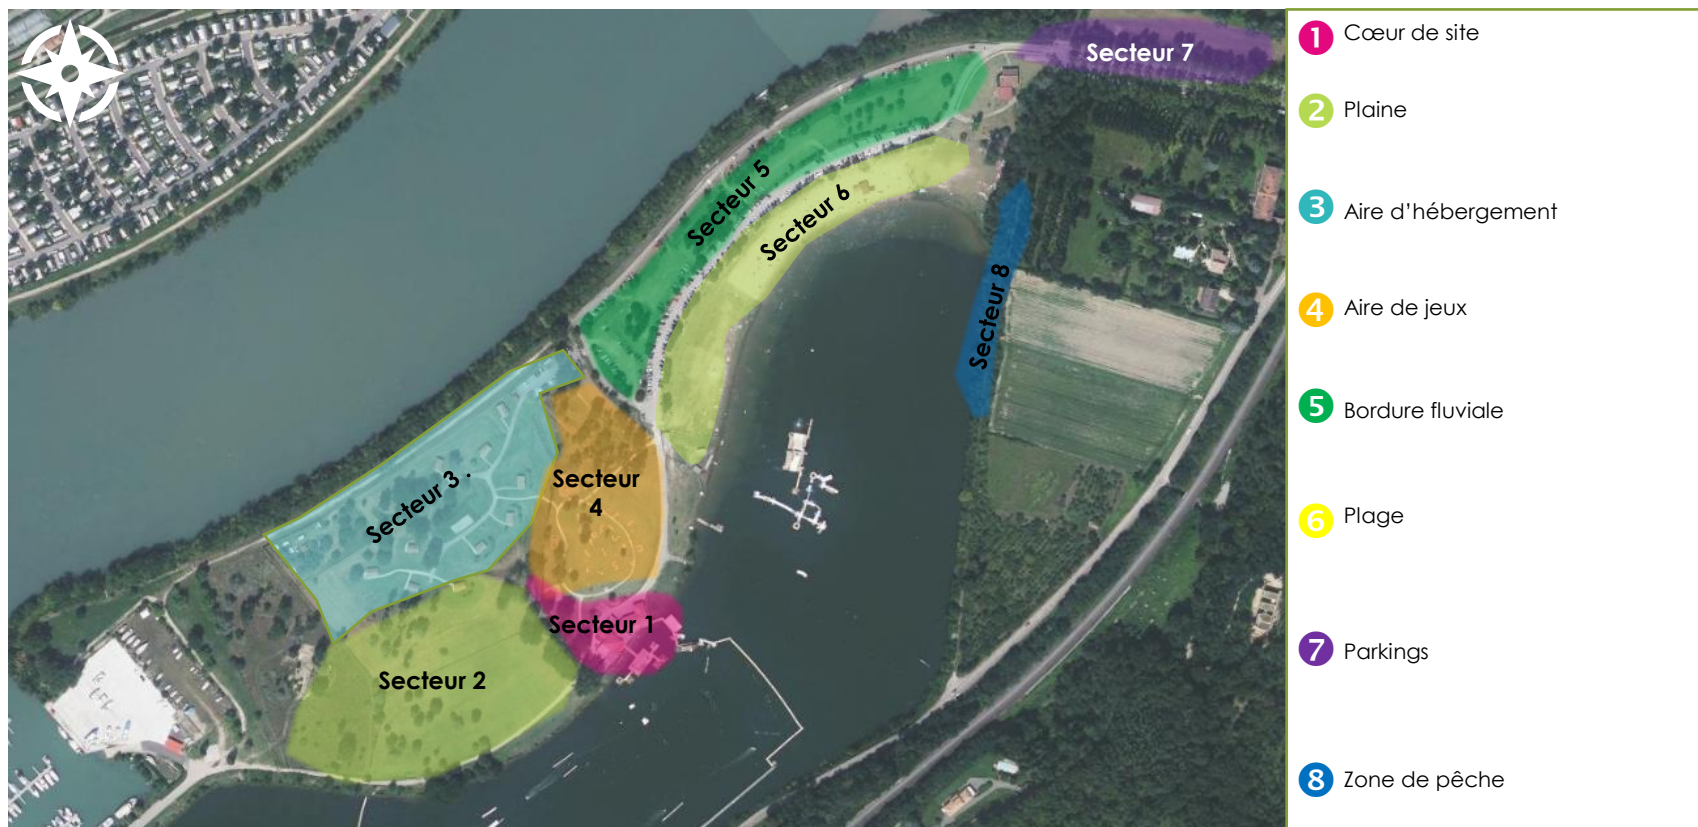 Secteur 7
Secteur 5
Secteur 6
Secteur 8
Secteur 3 .
Secteur
4
Secteur 1
Secteur 2
1 Cœur de site
2 Plaine
3 Aire d’hébergement
4 Aire de jeux
5 Bordure fluviale
6 Plage
7 Parkings
8 Zone de pêche